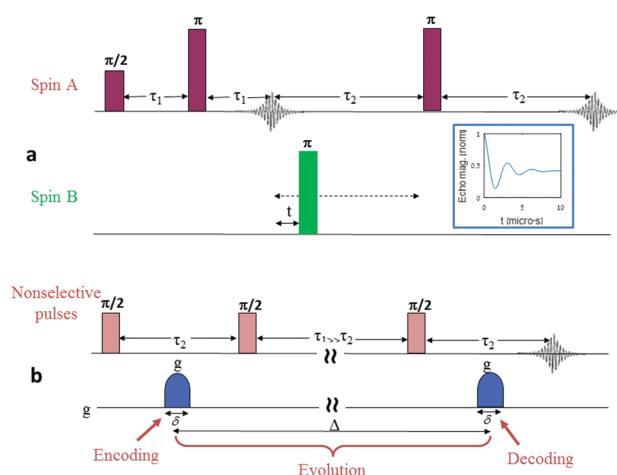 π
π
π/2
Spin A
τ₁
τ₁
τ₂
τ₂
a
π
Spin B
t
Echo mag. [norm]
1
0.5
0
0
5
10
t [micro-s]
Nonselective
pulses
π/2
π/2
π/2
τ₂
τ₁>>τ₂
τ₂
b
g
g
g
δ
δ
Δ
Encoding
Decoding
Evolution